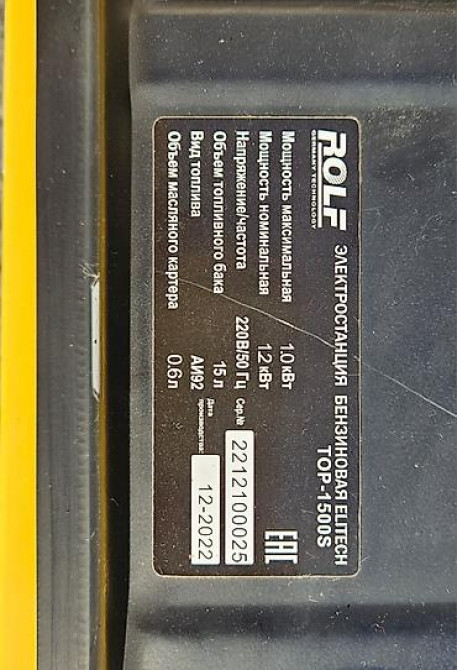 ROLF
GERMANY TECHNOLOGY
ЭЛЕКТРОСТАНЦИЯ БЕНЗИНОВАЯ ELITECH
TOP-1500S
Мощность максимальная 1.0 кВт
Мощность номинальная 1.2 кВт
Напряжение/частота 220В/50 Гц
Объем топливного бака 15 л
Вид топлива АИ92
Объем масляного картера 0,6л
Сер.№ 2212100025
Дата производства: 12-2022
EAC